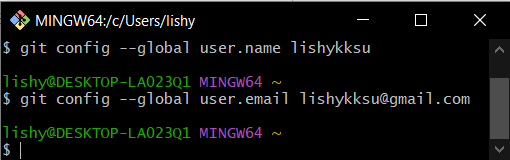 MINGW64:/c/Users/lishy
$ git config --global user.name lishykksu
lishy@DESKTOP-LA023Q1 MINGW64 ~
$ git config --global user.email lishykksu@gmail.com
lishy@DESKTOP-LA023Q1 MINGW64 ~
$